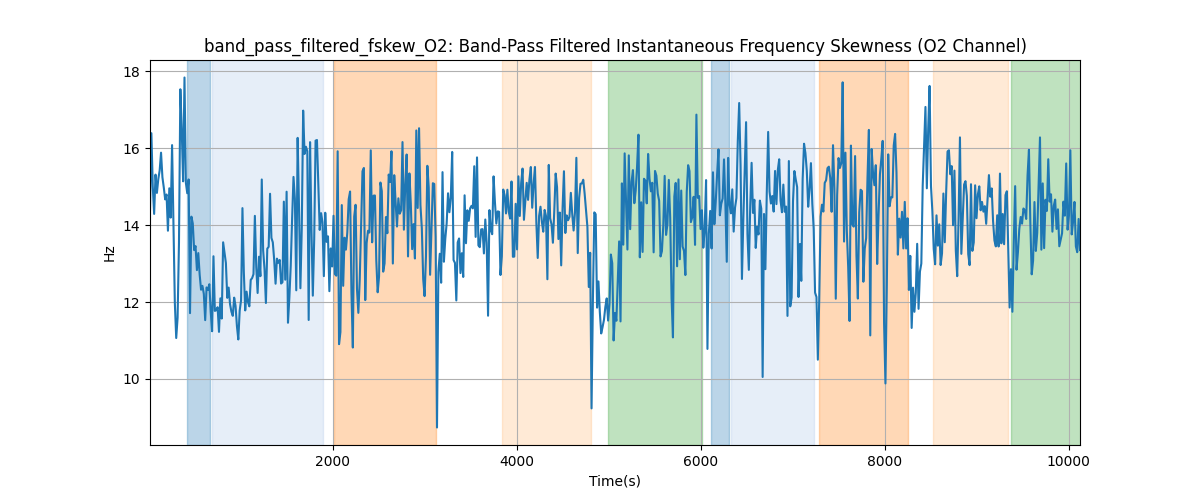 band_pass_filtered_fskew_O2: Band-Pass Filtered Instantaneous Frequency Skewness (O2 Channel)
18
16
14
12
10
Hz
2000 4000 6000 8000 10000
Time(s)